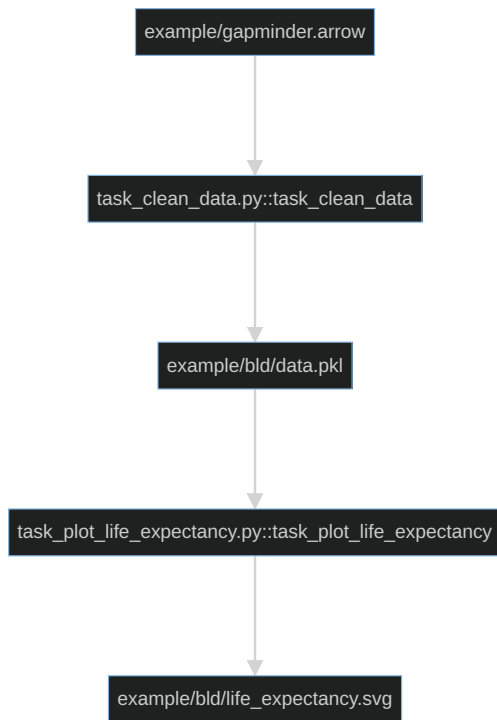 example/gapminder.arrow
task_clean_data.py::task_clean_data
example/bld/data.pkl
task_plot_life_expectancy.py::task_plot_life_expectancy
example/bld/life_expectancy.svg